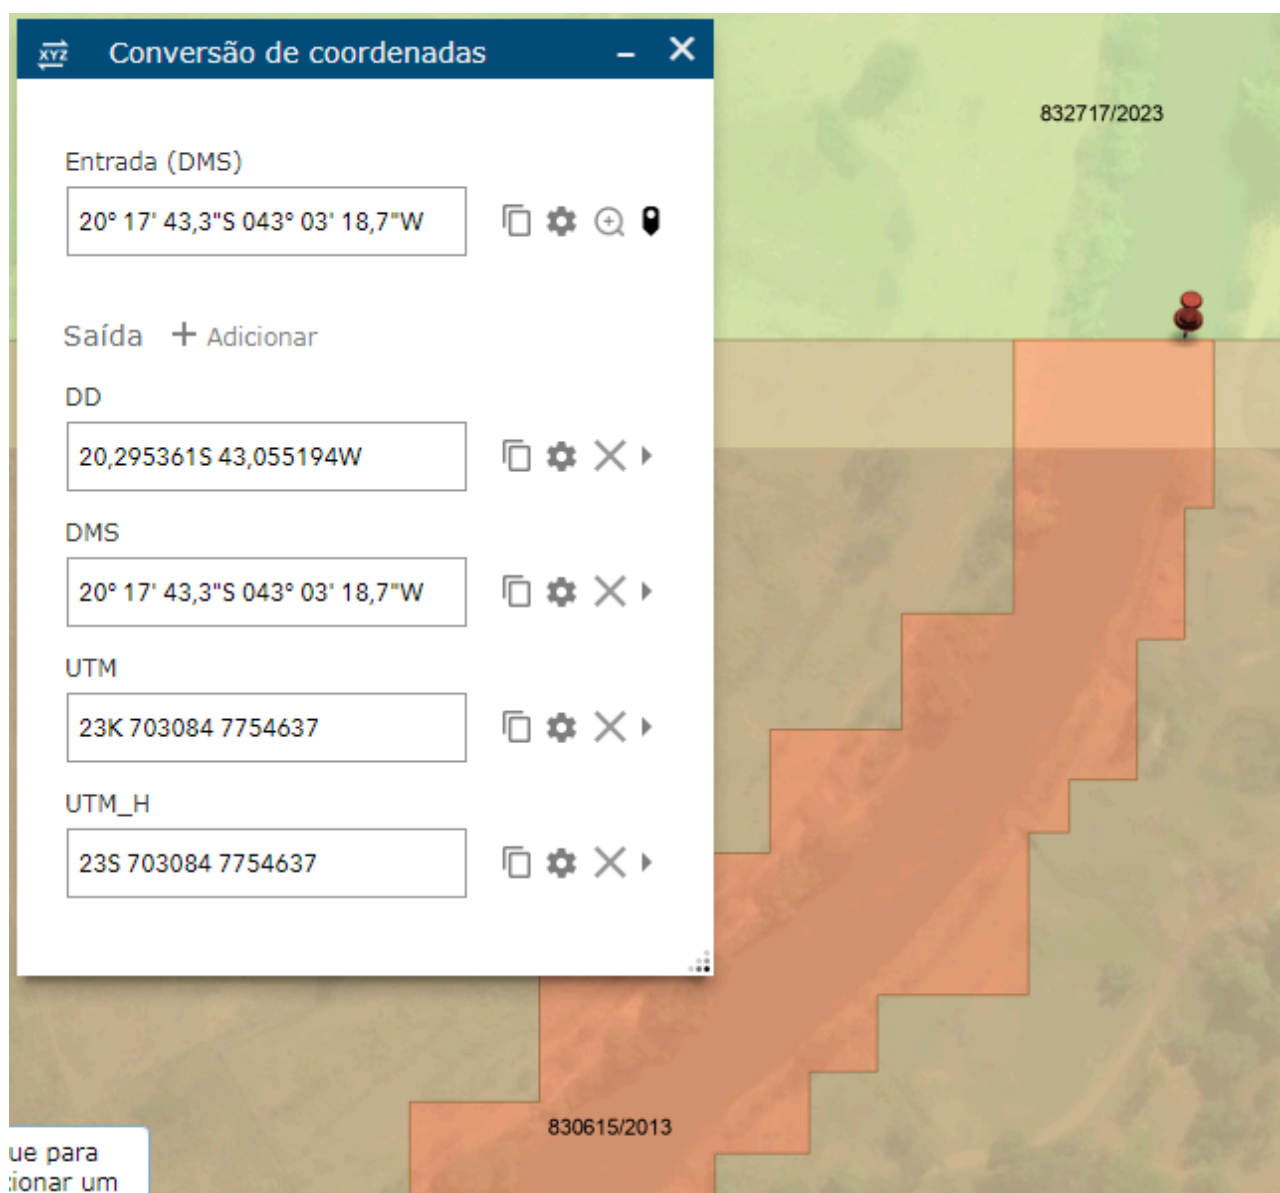 XYZ Conversão de coordenadas
832717/2023
Entrada (DMS)
20° 17' 43,3"S 043° 03' 18,7"W
Saída + Adicionar
DD
20,295361S 43,055194W
DMS
20° 17' 43,3"S 043° 03' 18,7"W
UTM
23K 703084 7754637
UTM_H
23S 703084 7754637
830615/2013
ue para
cionar um